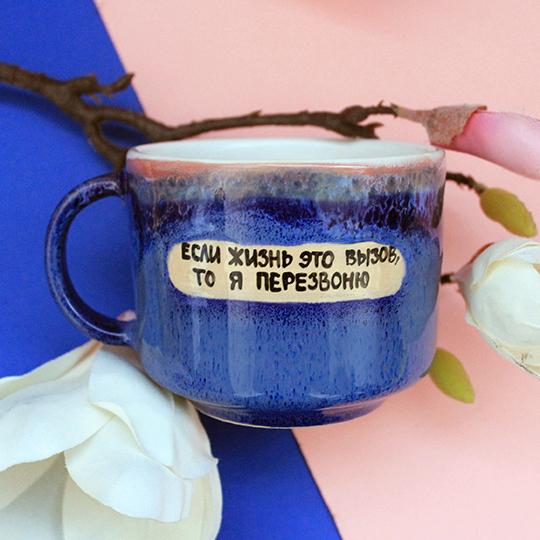 ЕСЛИ ЖИЗНЬ ЭТО ВЫЗОВ,
ТО Я ПЕРЕЗВОНЮ